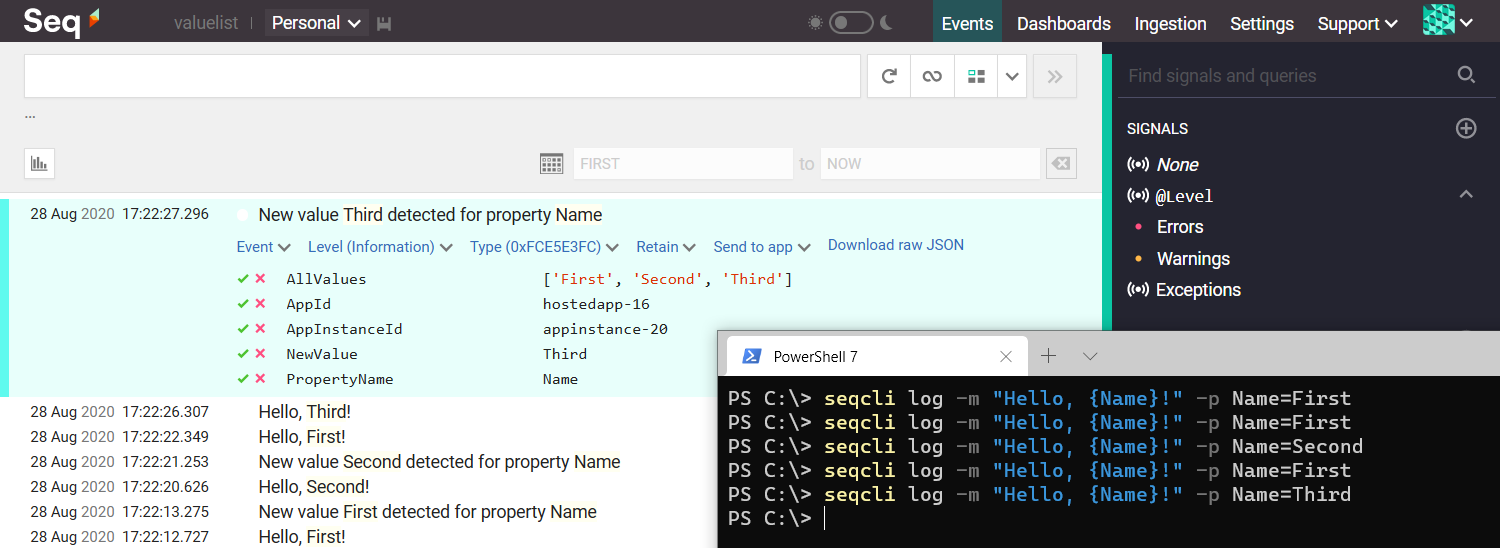 Seq valuelist Personal Events Dashboards Ingestion Settings Support
Find signals and queries
...
FIRST to NOW
SIGNALS
None
@Level
Errors
Warnings
Exceptions
28 Aug 2020 17:22:27.296 New value Third detected for property Name
Event Level (Information) Type (0xFCE5E3FC) Retain Send to app Download raw JSON
AllValues ['First', 'Second', 'Third']
AppId hostedapp-16
AppInstanceId appinstance-20
NewValue Third
PropertyName Name
28 Aug 2020 17:22:26.307 Hello, Third!
28 Aug 2020 17:22:22.349 Hello, First!
28 Aug 2020 17:22:21.253 New value Second detected for property Name
28 Aug 2020 17:22:20.626 Hello, Second!
28 Aug 2020 17:22:13.275 New value First detected for property Name
28 Aug 2020 17:22:12.727 Hello, First!
PowerShell 7
PS C:\> seqcli log -m "Hello, {Name}!" -p Name=First
PS C:\> seqcli log -m "Hello, {Name}!" -p Name=First
PS C:\> seqcli log -m "Hello, {Name}!" -p Name=Second
PS C:\> seqcli log -m "Hello, {Name}!" -p Name=First
PS C:\> seqcli log -m "Hello, {Name}!" -p Name=Third
PS C:\>